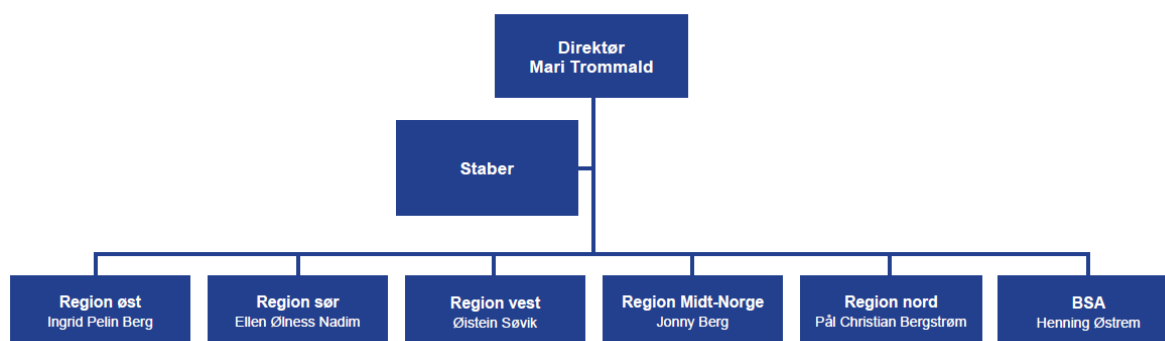 Direktør
Mari Trommald
Staber
Region øst
Ingrid Pelin Berg
Region sør
Ellen Ølness Nadim
Region vest
Øistein Søvik
Region Midt-Norge
Jonny Berg
Region nord
Pål Christian Bergstrøm
BSA
Henning Østrem